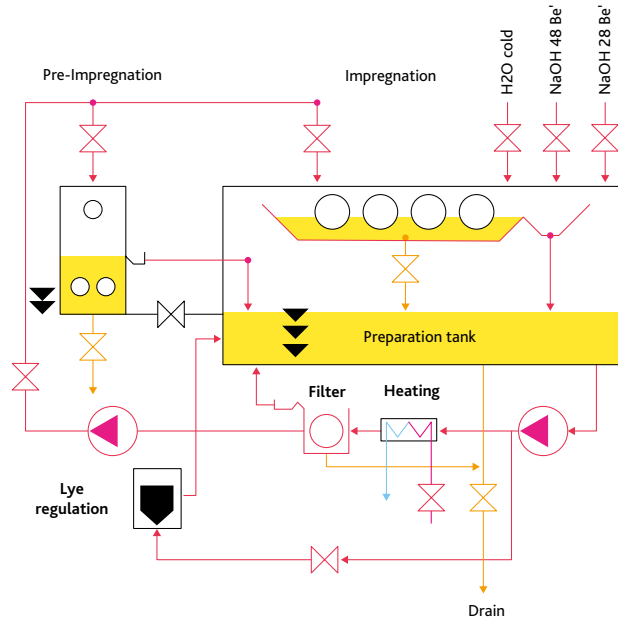 H2O cold
NaOH 48 Be'
NaOH 28 Be'
Pre-Impregnation
Impregnation
Preparation tank
Filter
Heating
Lye
regulation
Drain